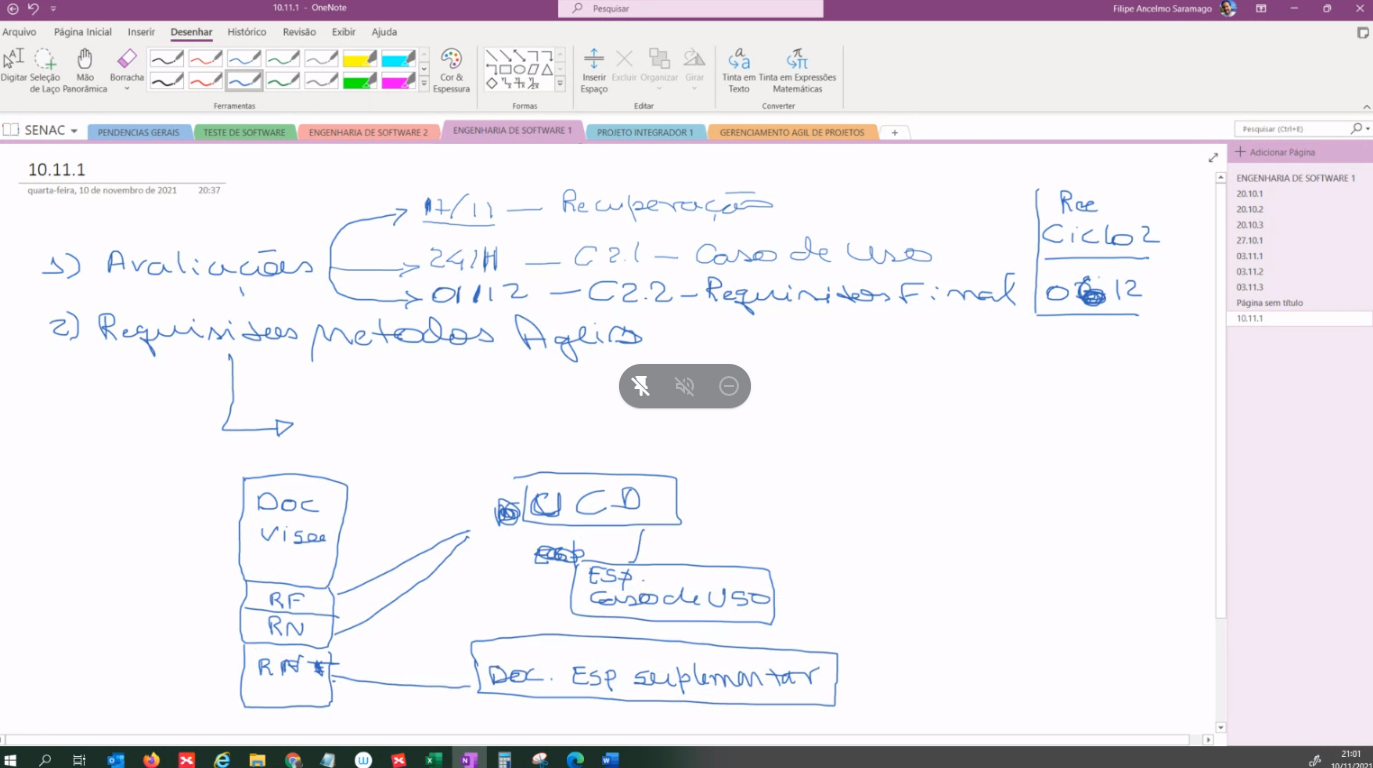 10.11.1 - OneNote
Pesquisar
Filipe Ancelmo Saramago
Arquivo Página Inicial Inserir Desenhar Histórico Revisão Exibir Ajuda
Digitar Seleção de Laço Mão Panorâmica Borracha
Cor & Espessura
Inserir Espaço Excluir Organizar Girar
Tinta em Texto Tinta em Expressões Matemáticas
Ferramentas Formas Editar Converter
SENAC PENDENCIAS GERAIS TESTE DE SOFTWARE ENGENHARIA DE SOFTWARE 2 ENGENHARIA DE SOFTWARE 1 PROJETO INTEGRADOR 1 GERENCIAMENTO AGIL DE PROJETOS +
Pesquisar (Ctrl+E)
Adicionar Página
10.11.1
quarta-feira, 10 de novembro de 2021 20:37
17/11 — Recuperação
1) Avaliações
24/11 — C2.1 — Caso de Uso
01/12 — C2.2 — Requisitos Final
Rec
Ciclo 2
12
2) Requisitos metodos Ageis
Doc
Visao
RF
RN
UCD
Esp.
Caso de Uso
Doc. Esp suplementar
ENGENHARIA DE SOFTWARE 1
20.10.1
20.10.2
20.10.3
27.10.1
03.11.1
03.11.2
03.11.3
Página sem título
10.11.1
21:01
10/11/2021